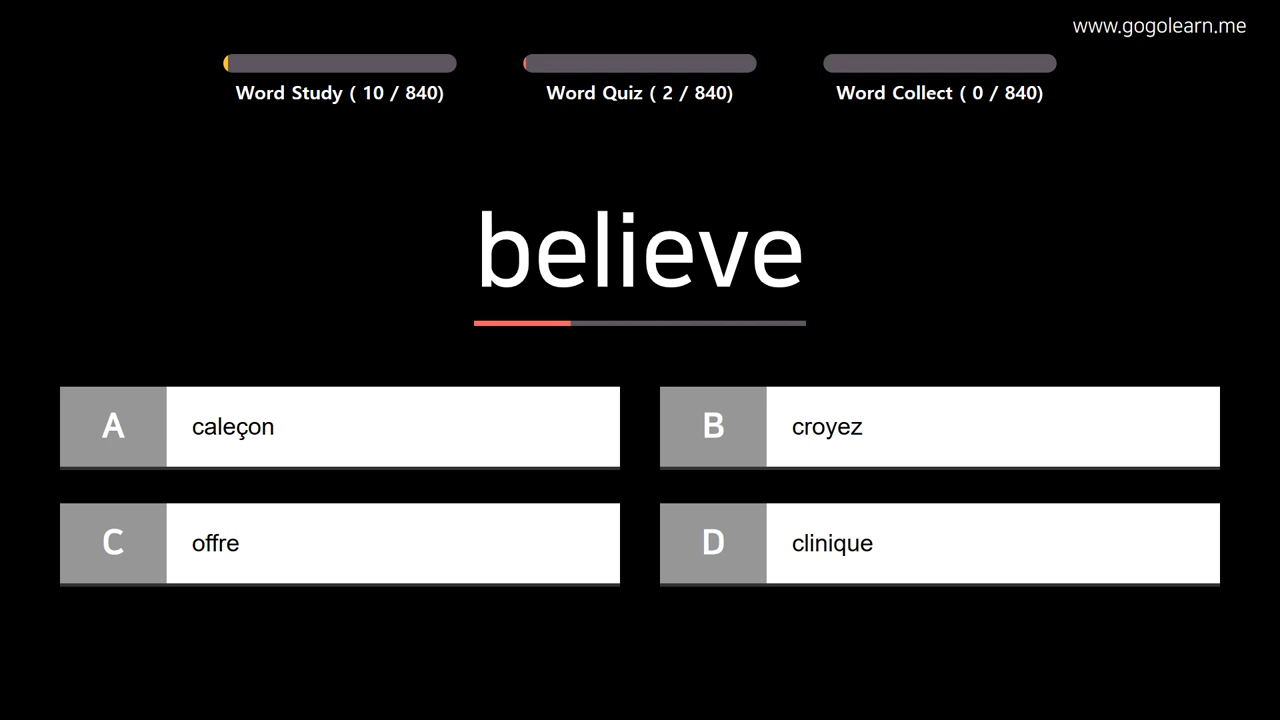 www.gogolearn.me
Word Study ( 10 / 840)
Word Quiz ( 2 / 840)
Word Collect ( 0 / 840)
believe
A caleçon
B croyez
C offre
D clinique